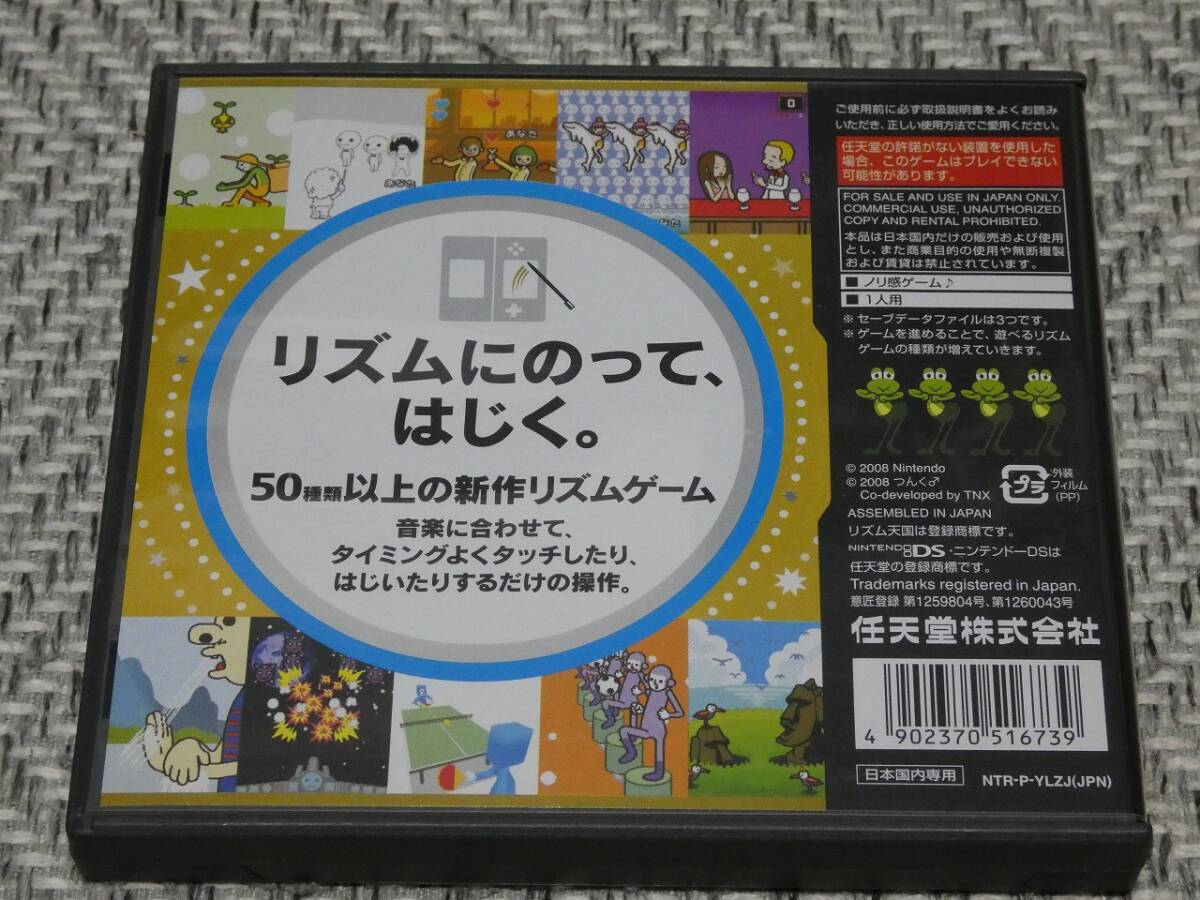 あなた
あなた
あなた
0
リズムにのって、
はじく。
50種類以上の新作リズムゲーム
音楽に合わせて、
タイミングよくタッチしたり、
はじいたりするだけの操作。
ご使用前に必ず取扱説明書をよくお読み
いただき、正しい使用方法でご愛用ください。
任天堂の許諾がない装置を使用した
場合、このゲームはプレイできない
可能性があります。
FOR SALE AND USE IN JAPAN ONLY.
COMMERCIAL USE, UNAUTHORIZED
COPY AND RENTAL PROHIBITED.
本品は日本国内だけの販売および使用
とし、また商業目的の使用や無断複製
および賃貸は禁止されています。
■ ノリ感ゲーム♪
■ 1人用
※ セーブデータファイルは3つです。
※ ゲームを進めることで、遊べるリズム
ゲームの種類が増えていきます。
© 2008 Nintendo
© 2008 つんく♂
Co-developed by TNX
プラ
外装
フィルム
(PP)
ASSEMBLED IN JAPAN
リズム天国は登録商標です。
NINTENDO DS・ニンテンドーDSは
任天堂の登録商標です。
Trademarks registered in Japan.
意匠登録 第1259804号、第1260043号
任天堂株式会社
4 902370 516739
日本国内専用
NTR-P-YLZJ(JPN)